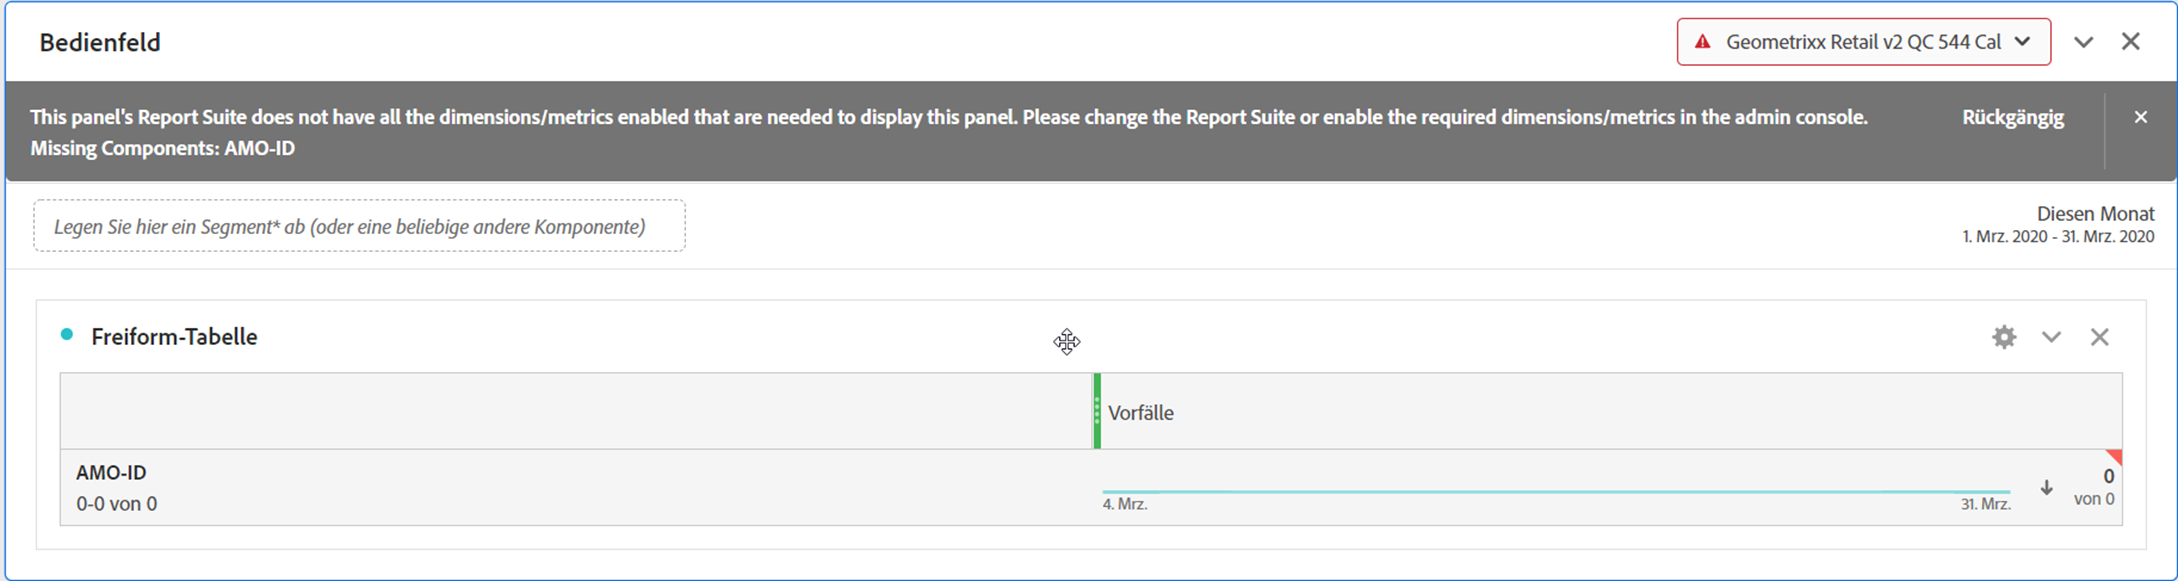 Bedienfeld
Geometrixx Retail v2 QC 544 Cal
This panel's Report Suite does not have all the dimensions/metrics enabled that are needed to display this panel. Please change the Report Suite or enable the required dimensions/metrics in the admin console.
Missing Components: AMO-ID
Rückgängig
Legen Sie hier ein Segment* ab (oder eine beliebige andere Komponente)
Diesen Monat
1. Mrz. 2020 - 31. Mrz. 2020
Freiform-Tabelle
Vorfälle
AMO-ID
0-0 von 0
4. Mrz.
31. Mrz.
0
von 0